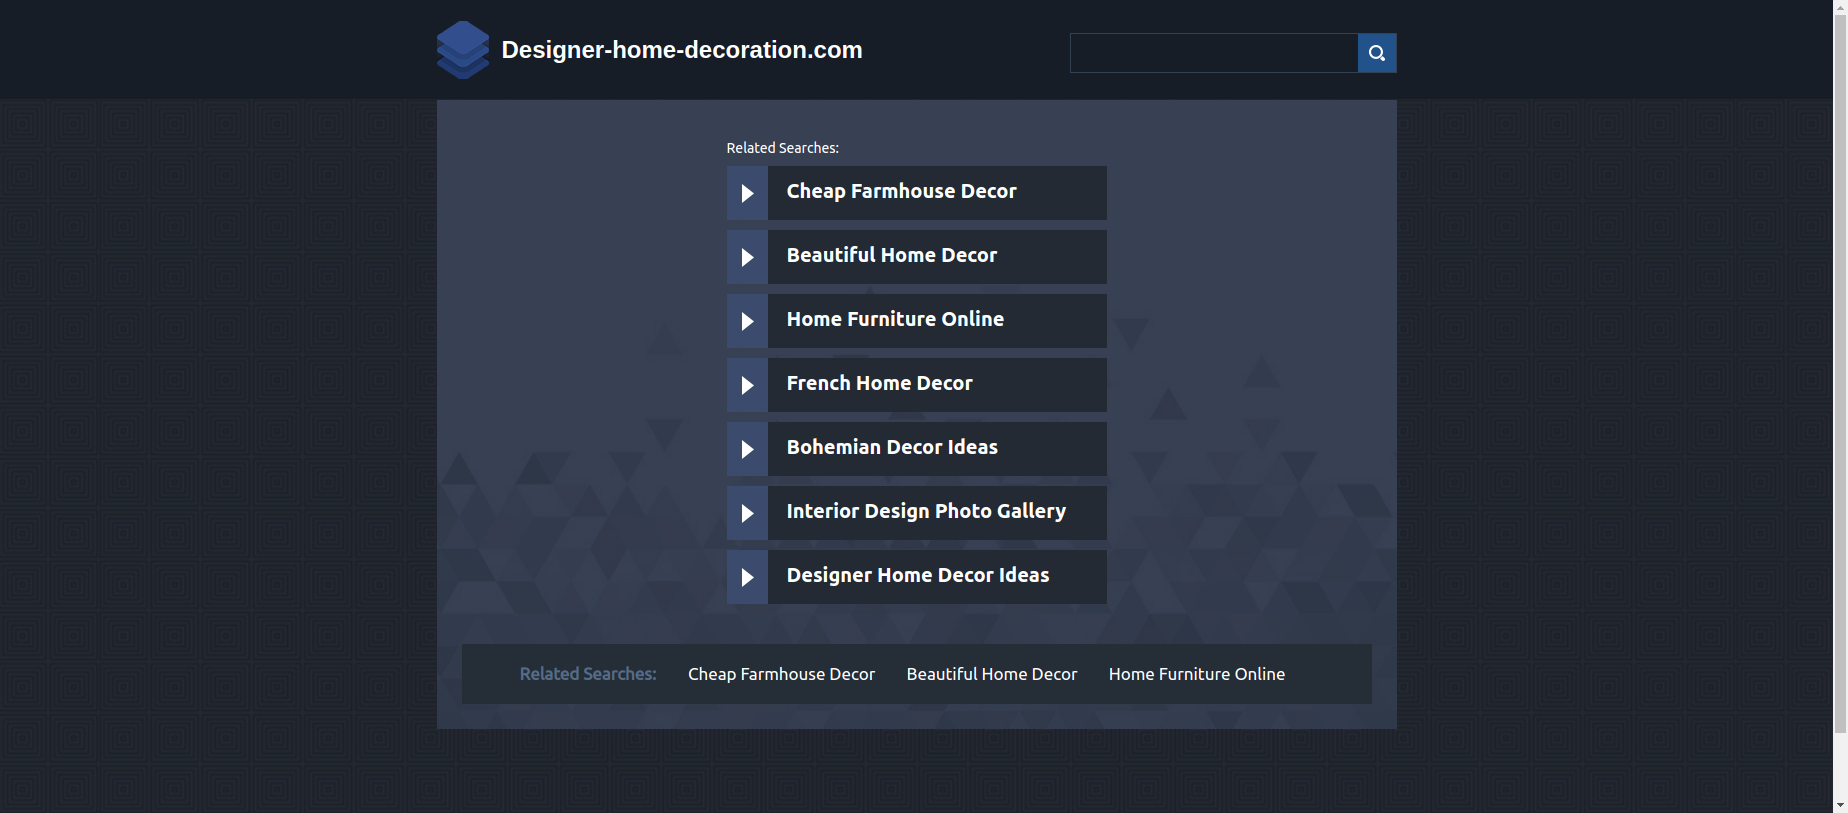 Designer-home-decoration.com
Related Searches:
Cheap Farmhouse Decor
Beautiful Home Decor
Home Furniture Online
French Home Decor
Bohemian Decor Ideas
Interior Design Photo Gallery
Designer Home Decor Ideas
Related Searches: Cheap Farmhouse Decor Beautiful Home Decor Home Furniture Online